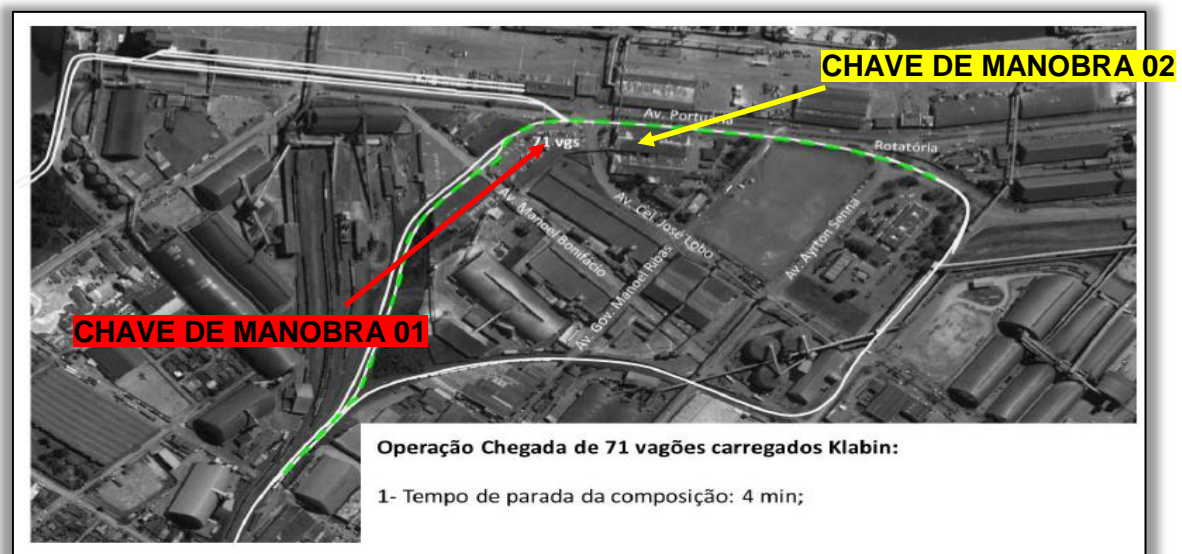 CHAVE DE MANOBRA 02
Av. Portuária
71 vgs
Rotatória
Av. Manoel Bonifácio
Av. Cel. José Lobo
Av. Gov. Manoel Ribas
Av. Ayrton Senna
CHAVE DE MANOBRA 01
Operação Chegada de 71 vagões carregados Klabin:
1- Tempo de parada da composição: 4 min;